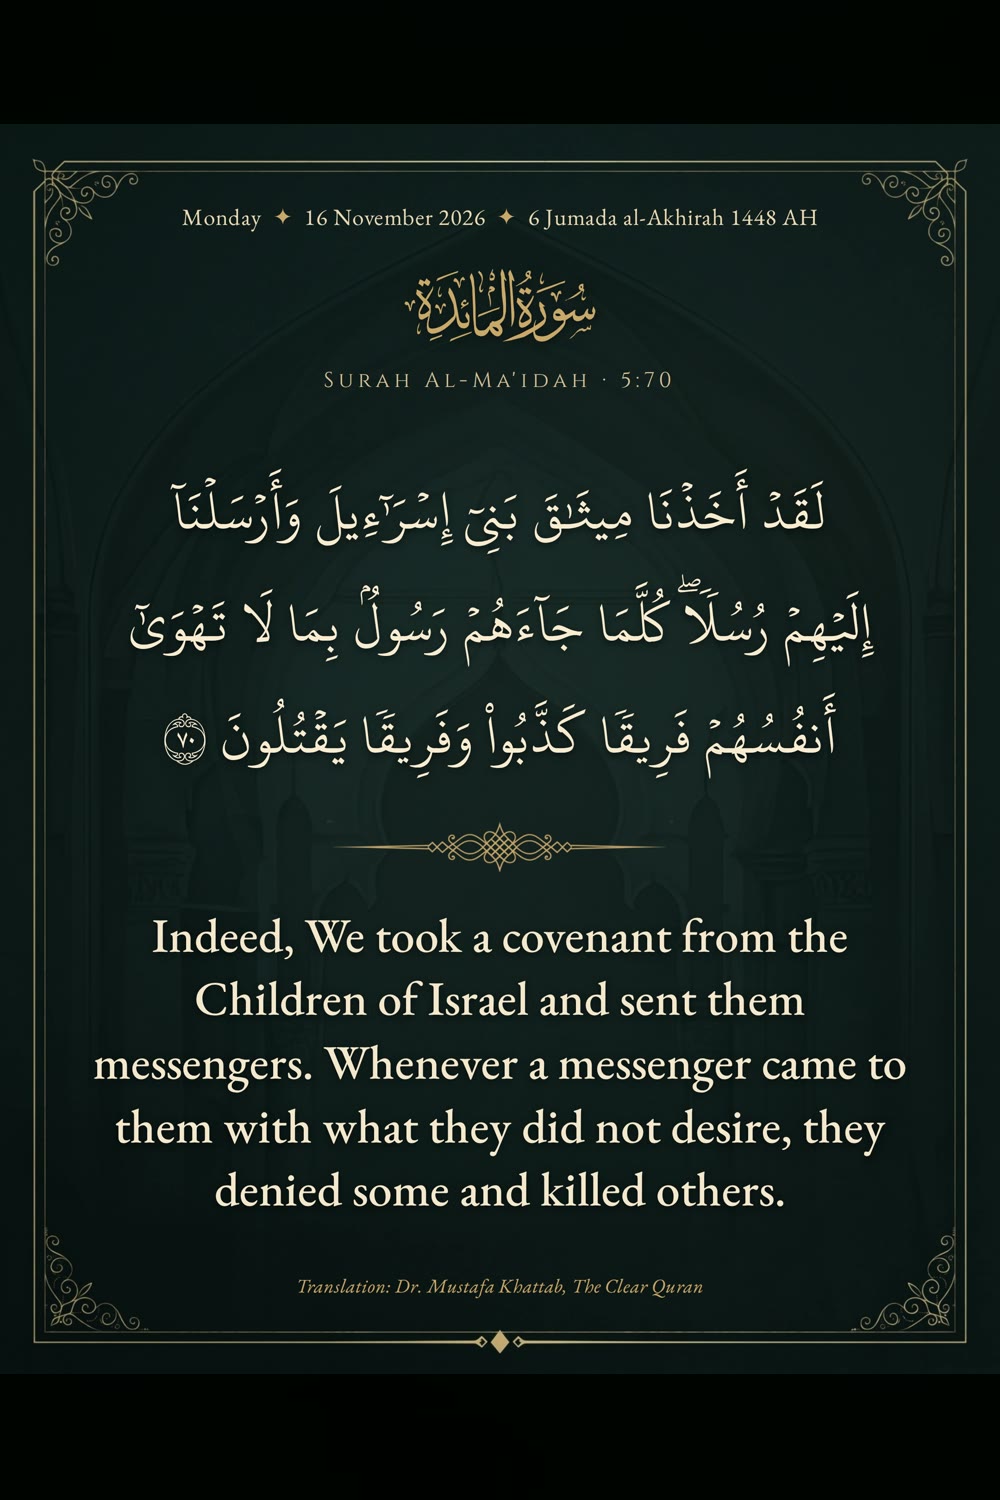 Monday ✦ 16 November 2026 ✦ 6 Jumada al-Akhirah 1448 AH
سُورَةُ الْمَائِدَةِ
SURAH AL-MA'IDAH · 5:70
لَقَدْ أَخَذْنَا مِيثَٰقَ بَنِىٓ إِسْرَٰٓءِيلَ وَأَرْسَلْنَآ
إِلَيْهِمْ رُسُلًا ۖ كُلَّمَا جَآءَهُمْ رَسُولٌۢ بِمَا لَا تَهْوَىٰٓ
أَنفُسُهُمْ فَرِيقًا كَذَّبُوا۟ وَفَرِيقًا يَقْتُلُونَ ٧٠
Indeed, We took a covenant from the
Children of Israel and sent them
messengers. Whenever a messenger came to
them with what they did not desire, they
denied some and killed others.
Translation: Dr. Mustafa Khattab, The Clear Quran